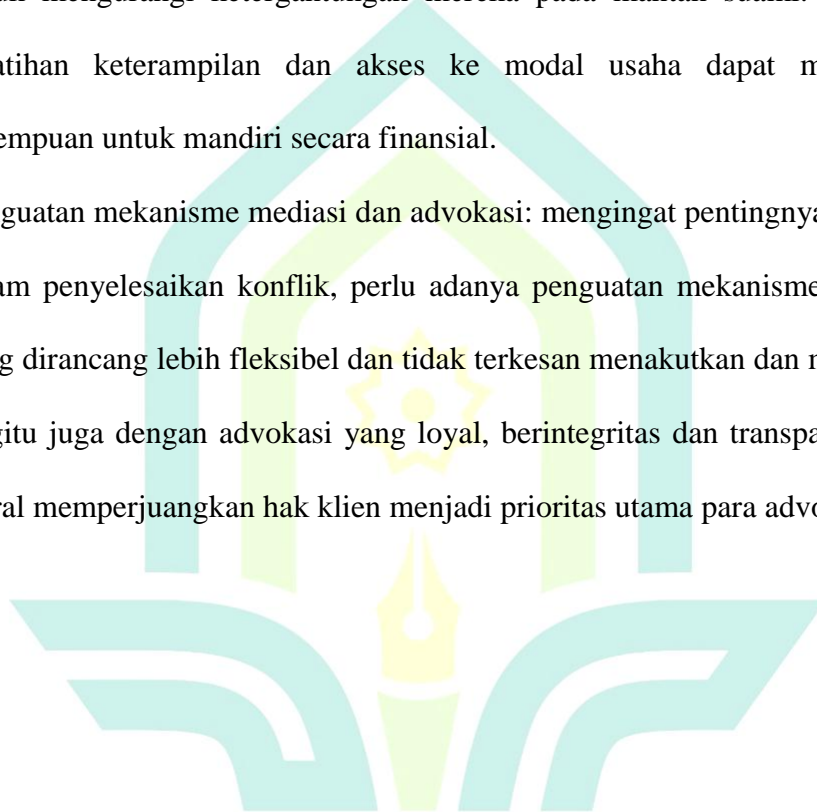 mengurangi ketergantungan mereka pada mantan suami.
atihan keterampilan dan akses ke modal usaha dapat m
empuan untuk mandiri secara finansial.
guatan mekanisme mediasi dan advokasi: mengingat pentingnya
am penyelesaikan konflik, perlu adanya penguatan mekanisme
g dirancang lebih fleksibel dan tidak terkesan menakutkan dan m
gitu juga dengan advokasi yang loyal, berintegritas dan transpa
ral memperjuangkan hak klien menjadi prioritas utama para advo